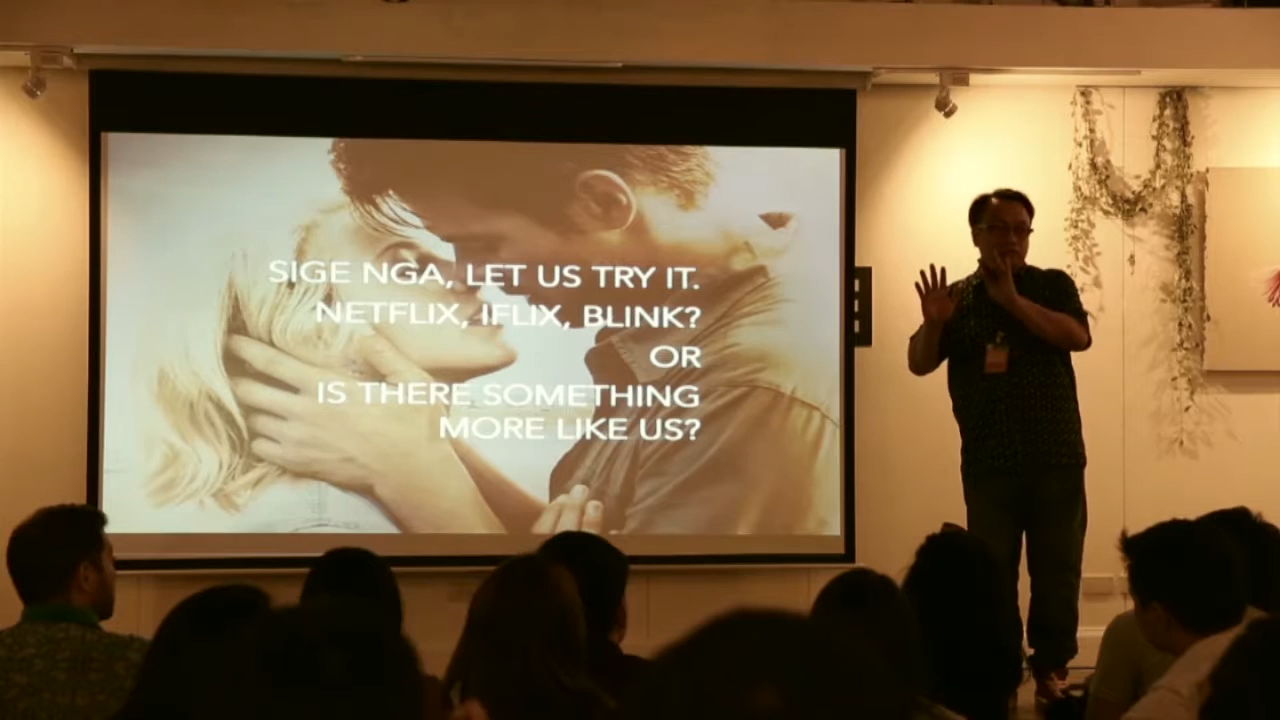 SIGE NGA, LET US TRY IT.
NETFLIX, IFLIX, BLINK?
OR
IS THERE SOMETHING
MORE LIKE US?